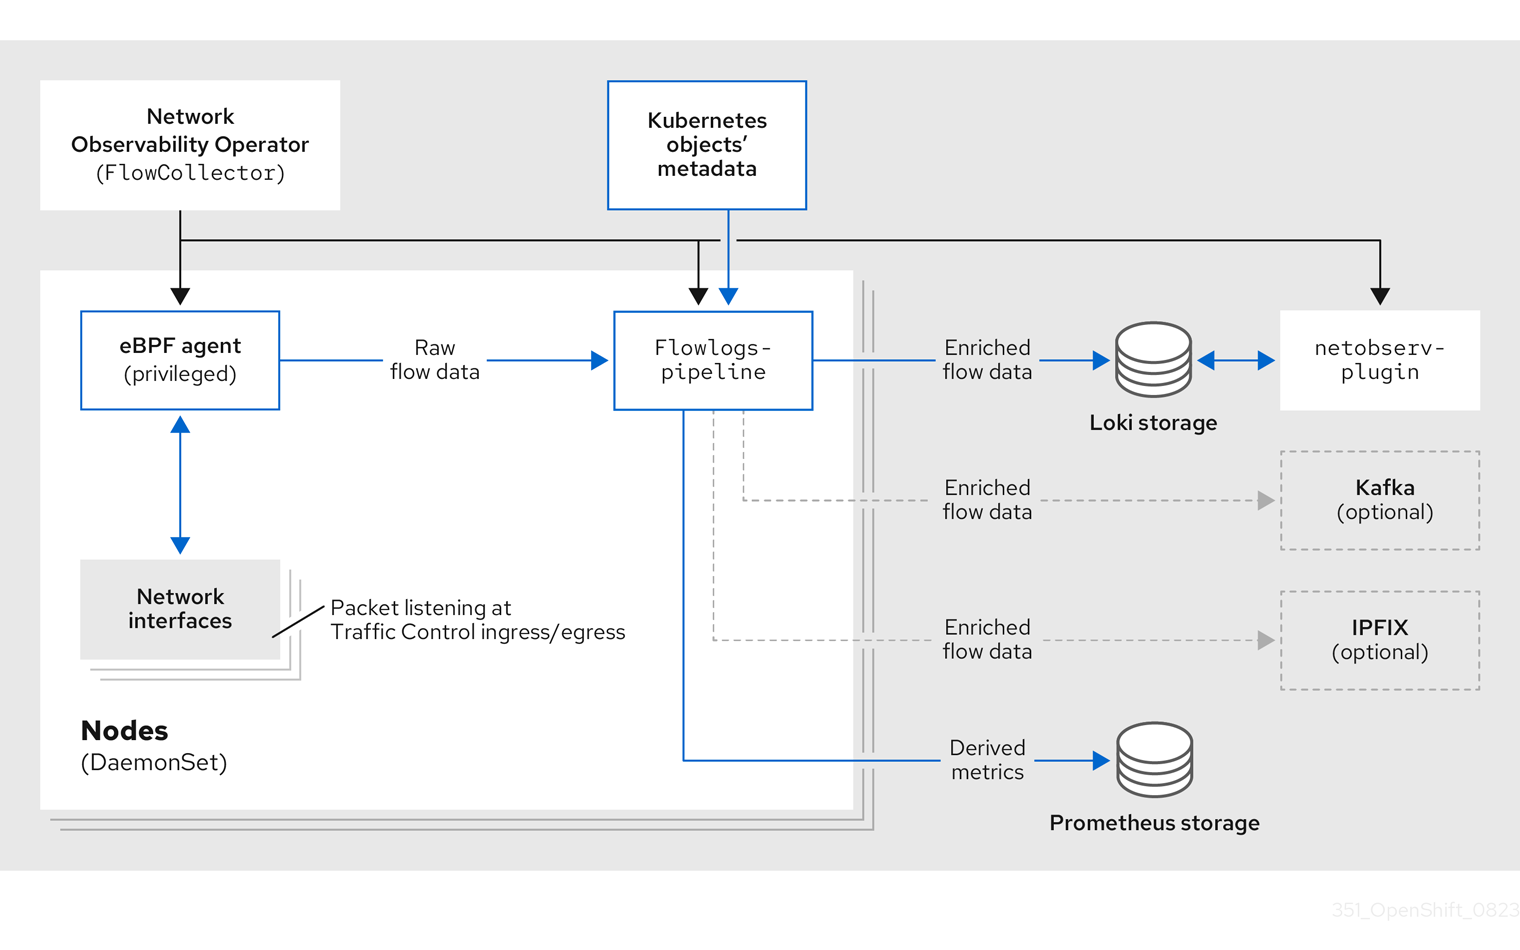 Network
Observability Operator
(FlowCollector)
Kubernetes
objects’
metadata
eBPF agent
(privileged)
Raw
flow data
Flowlogs-
pipeline
Enriched
flow data
Loki storage
netobserv-
plugin
Enriched
flow data
Kafka
(optional)
Network
interfaces
Packet listening at
Traffic Control ingress/egress
Enriched
flow data
IPFIX
(optional)
Nodes
(DaemonSet)
Derived
metrics
Prometheus storage
351_OpenShift_0823